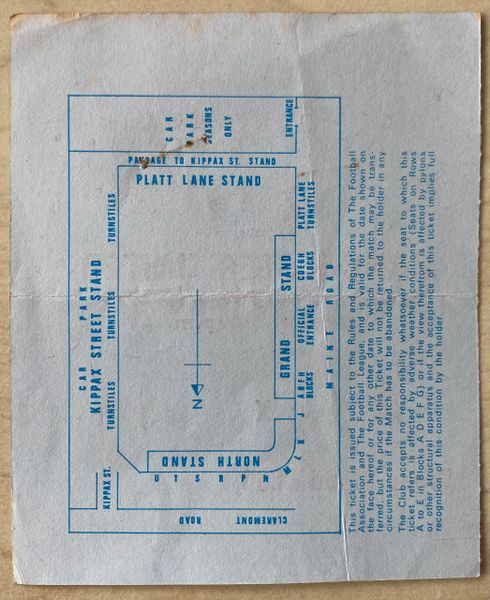 CAR PARK
SEASONS
ONLY
ENTRANCE
PASSAGE TO KIPPAX ST. STAND
PLATT LANE STAND
CAR PARK
KIPPAX STREET STAND
TURNSTILES
TURNSTILES
TURNSTILES
KIPPAX ST.
PLATT LANE
TURNSTILES
CDEGH
BLOCKS
OFFICIAL
ENTRANCE
ABFH
BLOCKS
GRAND STAND
MAINE ROAD
N
NORTH STAND
U T S R P N M L K J
CLAREMONT
ROAD
This ticket is issued subject to the Rules and Regulations of The Football
Association and The Football League, and is valid for the date shown on
the face hereof or for any other date to which the match may be trans-
ferred, but the price of this Ticket will not be returned to the holder in any
circumstances if the Match has to be abandoned.
The Club accepts no responsibility whatsoever if the seat to which this
ticket refers is affected by adverse weather conditions (Seats on Rows
A to E in Blocks A D E F G) or if the view therefrom is affected by pylons
or other structural apparatus and the acceptance of this ticket implies full
recognition of this condition by the holder.